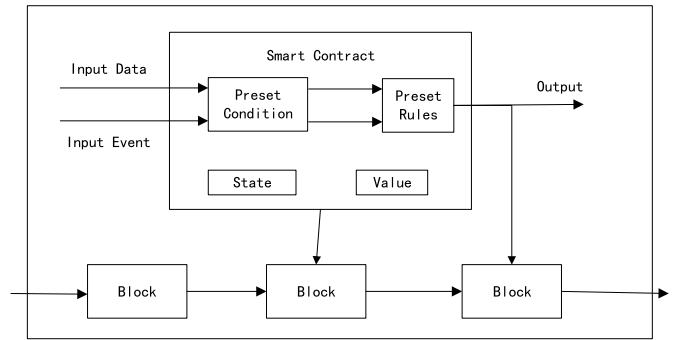 Smart Contract
Input Data
Preset
Condition
Preset
Rules
Output
Input Event
State
Value
Block
Block
Block